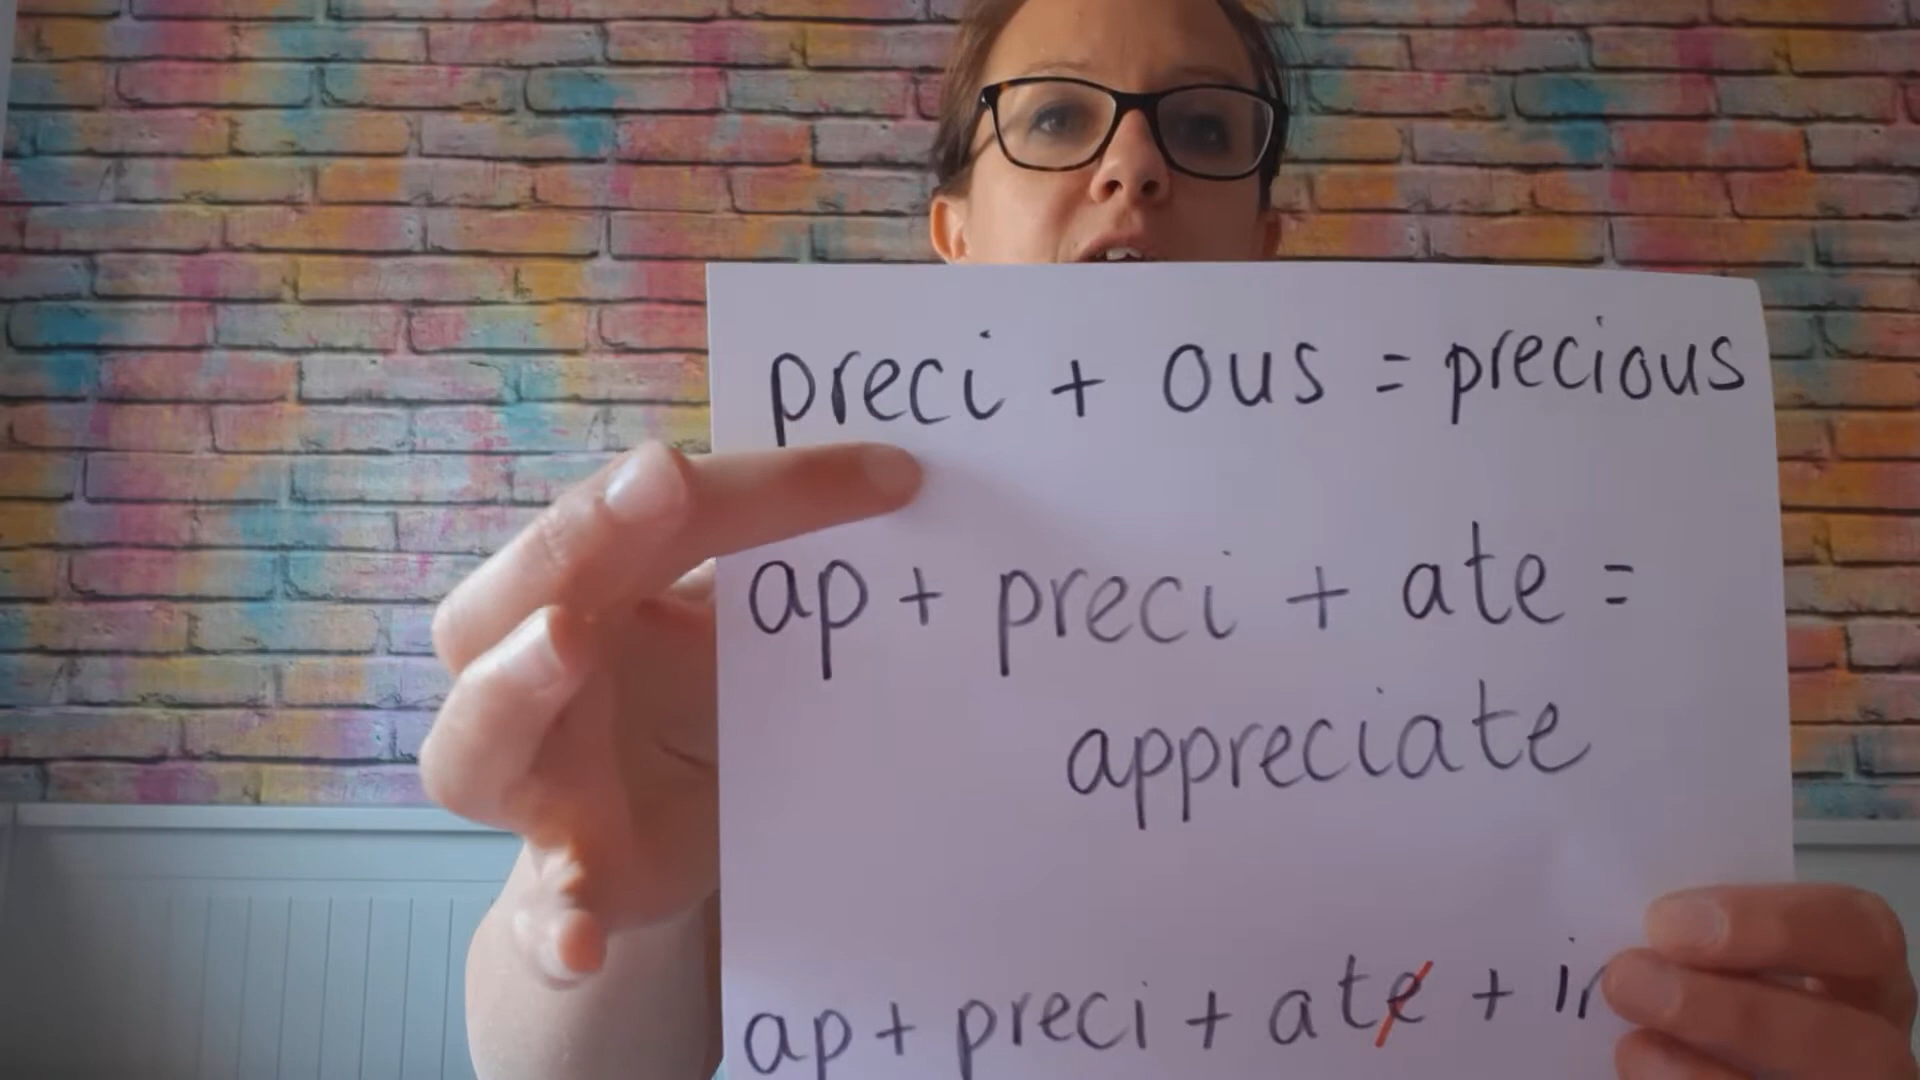 preci + ous = precious
ap + preci + ate =
appreciate
ap + preci + ate +